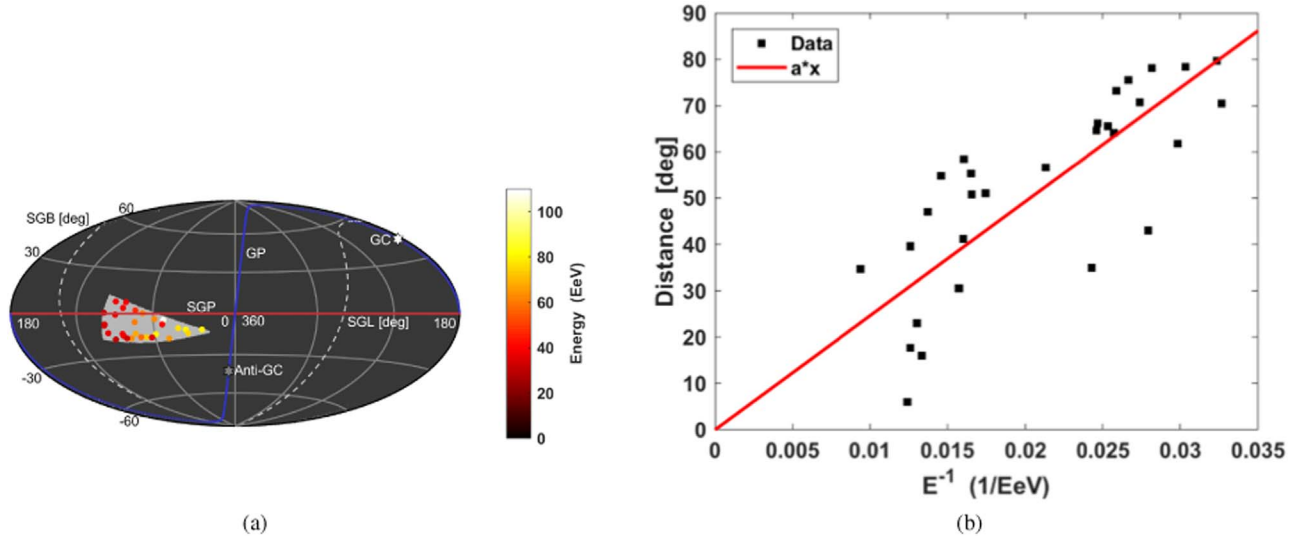 SGB [deg]
60
GC
GP
30
SGP
180
0
360
SGL [deg]
180
-30
Anti-GC
-60
100
80
60
40
20
0
Energy (EeV)
(a)
90
80
70
60
50
40
30
20
10
0
Distance [deg]
Data
a*x
0
0.005
0.01
0.015
0.02
0.025
0.03
0.035
E⁻¹ (1/EeV)
(b)